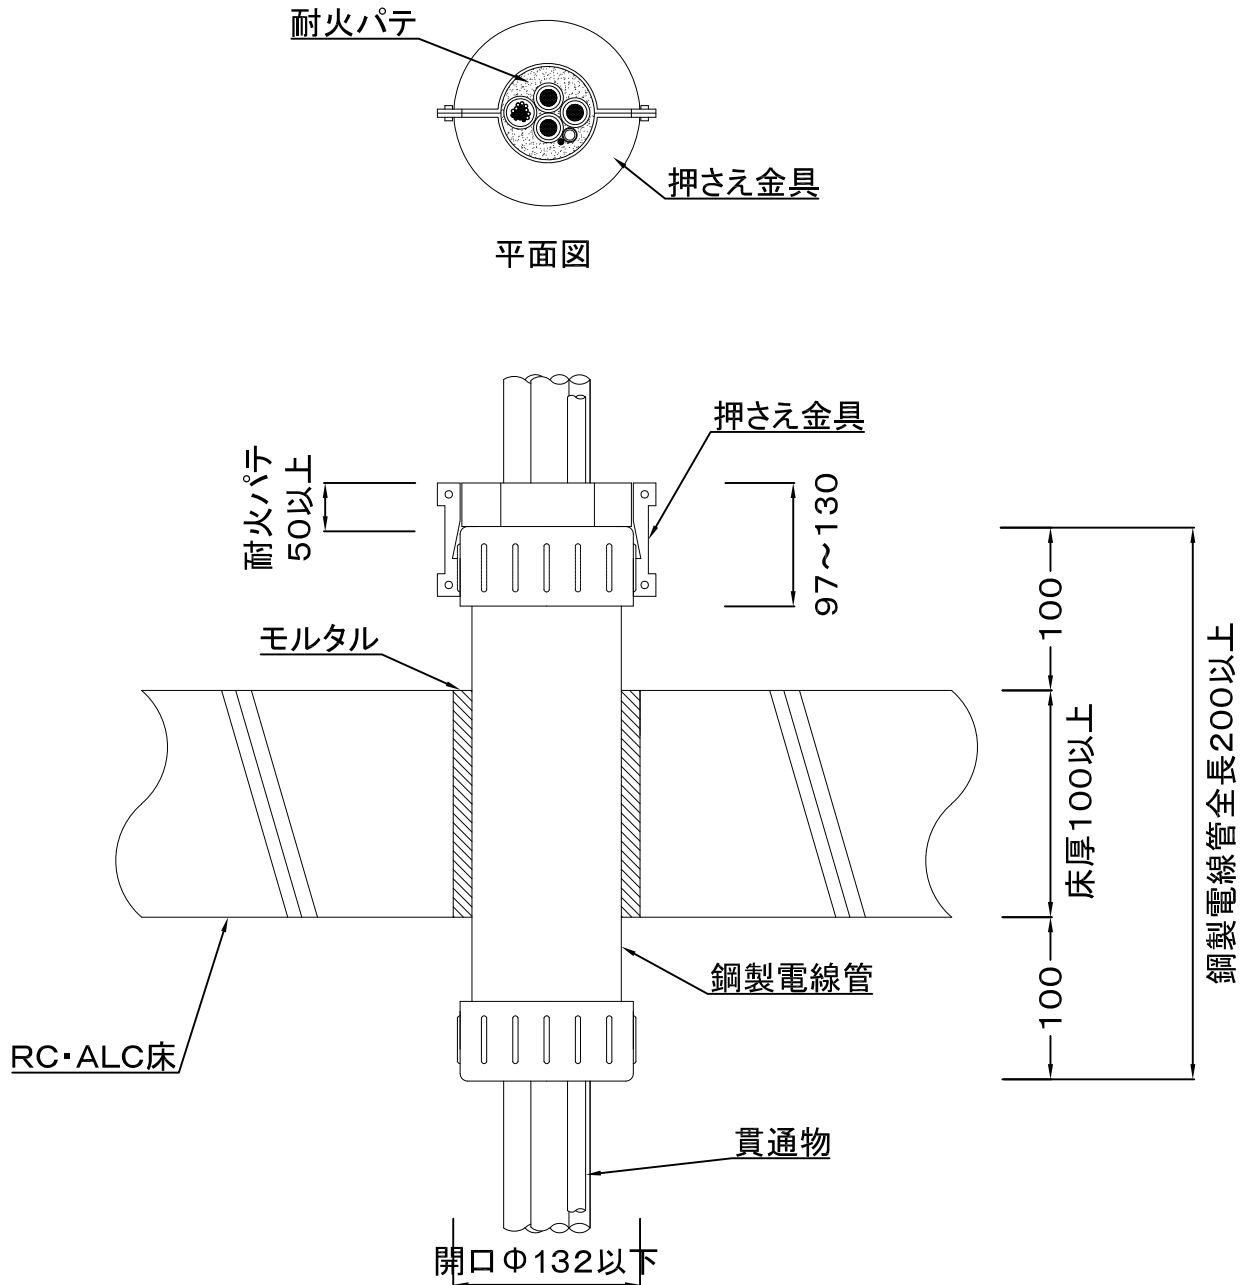 耐火パテ
押さえ金具
平面図
押さえ金具
耐火パテ
50以上
97～130
100
モルタル
床厚100以上
鋼製電線管全長200以上
鋼製電線管
100
RC・ALC床
貫通物
開口Φ132以下